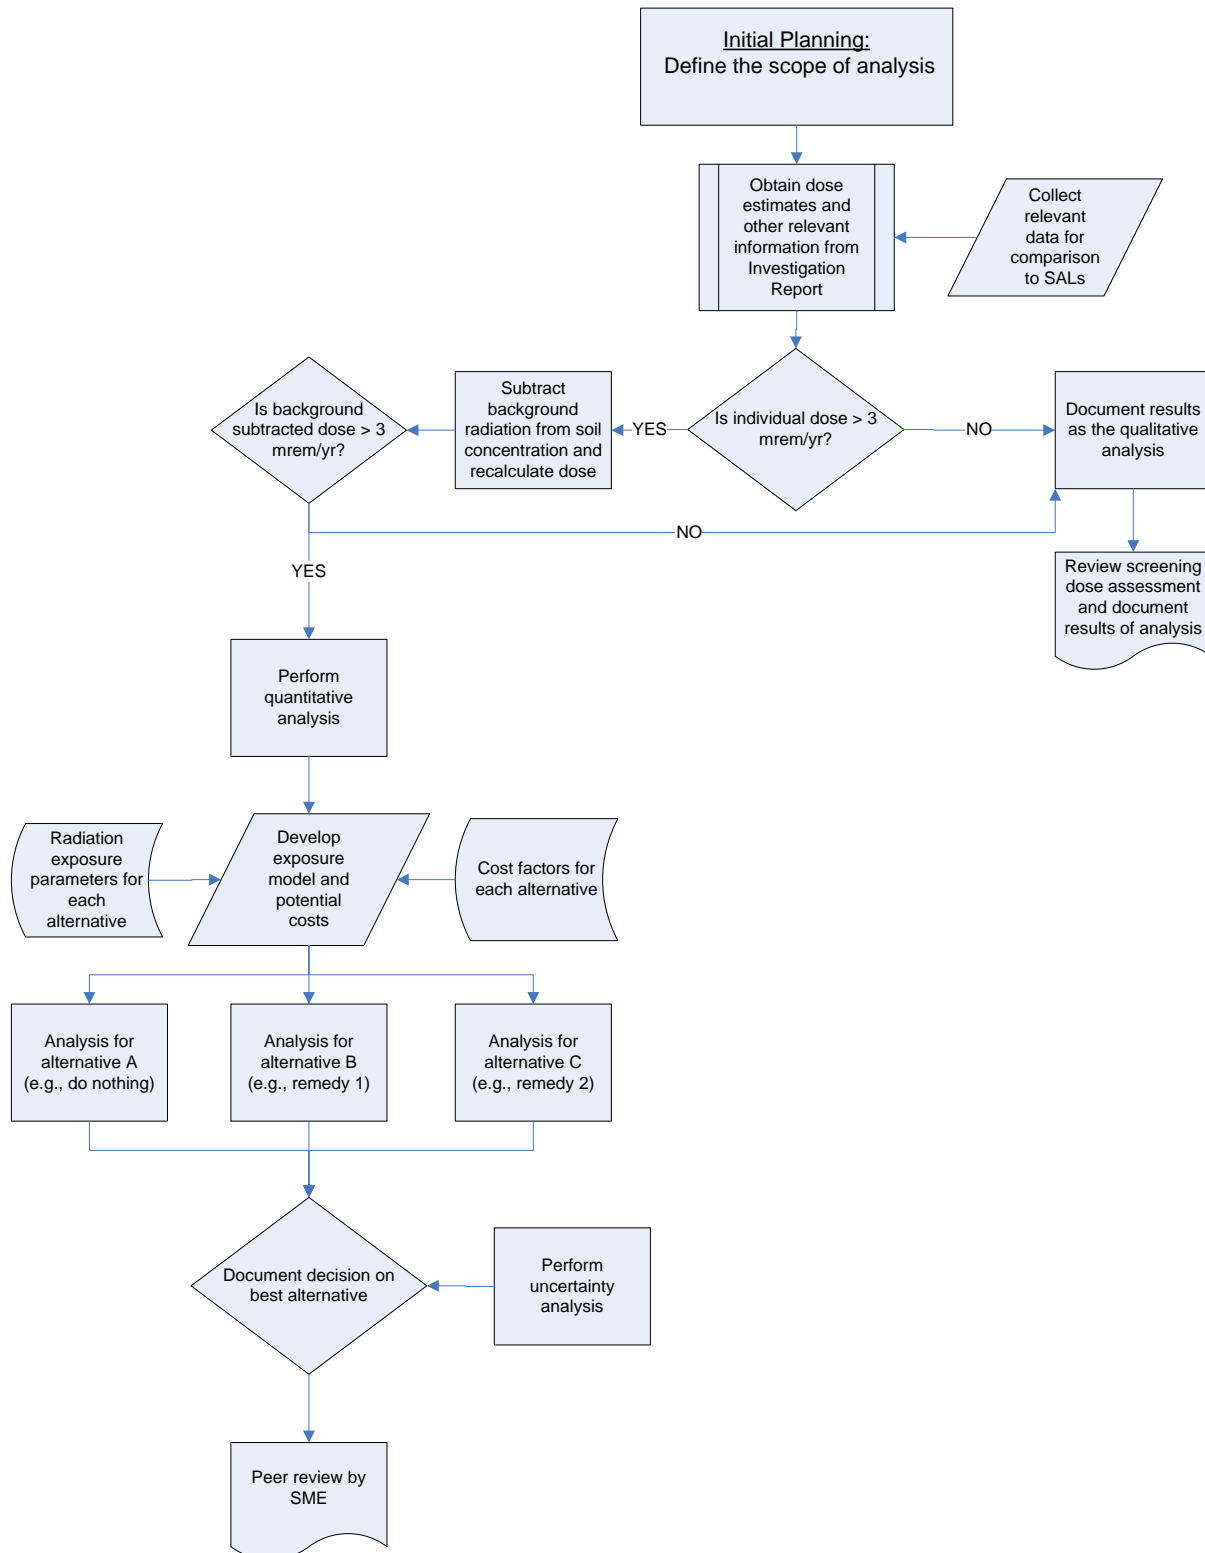 Initial Planning:
Define the scope of analysis
Obtain dose
estimates and
other relevant
information from
Investigation
Report
Collect
relevant
data for
comparison
to SALs
Is background
subtracted dose > 3
mrem/yr?
Subtract
background
radiation from soil
concentration and
recalculate dose
YES
Is individual dose > 3
mrem/yr?
NO
Document results
as the qualitative
analysis
NO
YES
Review screening
dose assessment
and document
results of analysis
Perform
quantitative
analysis
Radiation
exposure
parameters for
each
alternative
Develop
exposure
model and
potential
costs
Cost factors for
each alternative
Analysis for
alternative A
(e.g., do nothing)
Analysis for
alternative B
(e.g., remedy 1)
Analysis for
alternative C
(e.g., remedy 2)
Document decision on
best alternative
Perform
uncertainty
analysis
Peer review by
SME